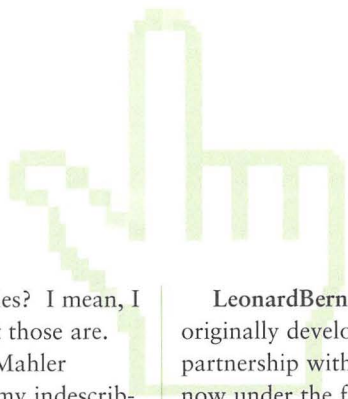 es? I mean, I
those are.
Mahler
my indescrib-
LeonardBern
originally develo
partnership with
now under the f